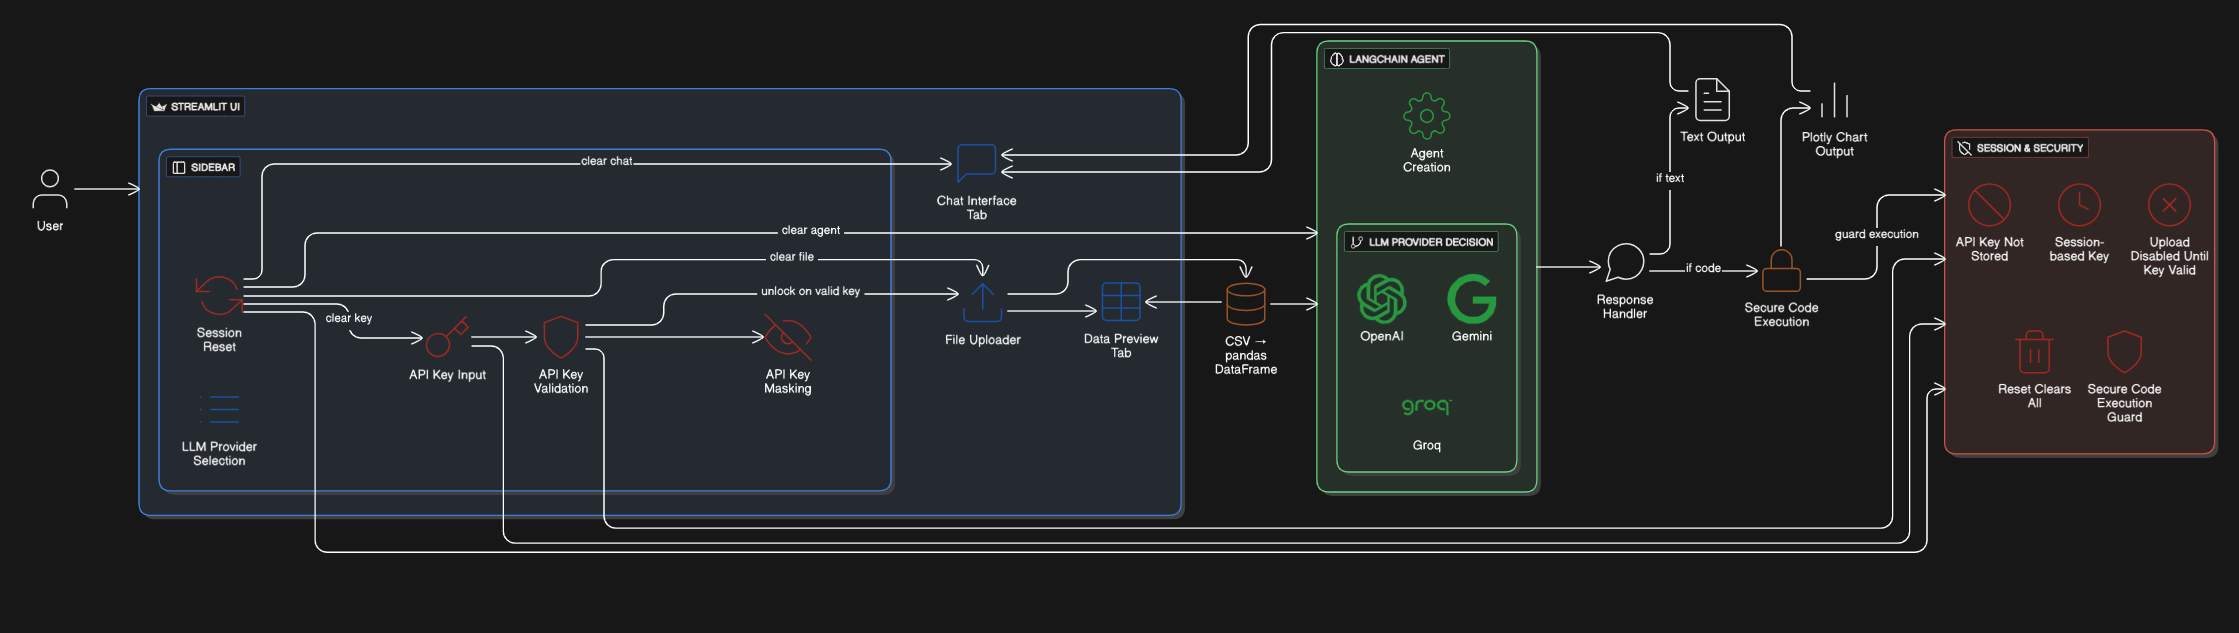 STREAMLIT UI
SIDEBAR
User
clear chat
Chat Interface
Tab
clear agent
clear file
unlock on valid key
clear key
Session
Reset
API Key Input
API Key
Validation
API Key
Masking
LLM Provider
Selection
File Uploader
Data Preview
Tab
CSV →
pandas
DataFrame
LANGCHAIN AGENT
Agent
Creation
LLM PROVIDER DECISION
OpenAI
Gemini
groq
Groq
Response
Handler
if text
if code
Text Output
Plotly Chart
Output
Secure Code
Execution
guard execution
SESSION & SECURITY
API Key Not
Stored
Session-
based Key
Upload
Disabled Until
Key Valid
Reset Clears
All
Secure Code
Execution
Guard